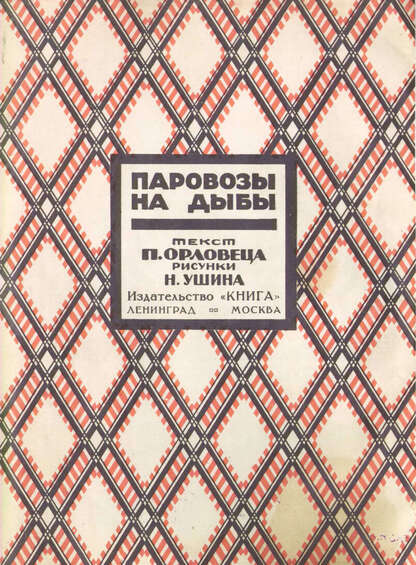 ПАРОВОЗЫ
НА ДЫБЫ
ТЕКСТ
П. ОРЛОВЕЦА
РИСУНКИ
Н. УШИНА
Издательство «КНИГА»
ЛЕНИНГРАД МОСКВА